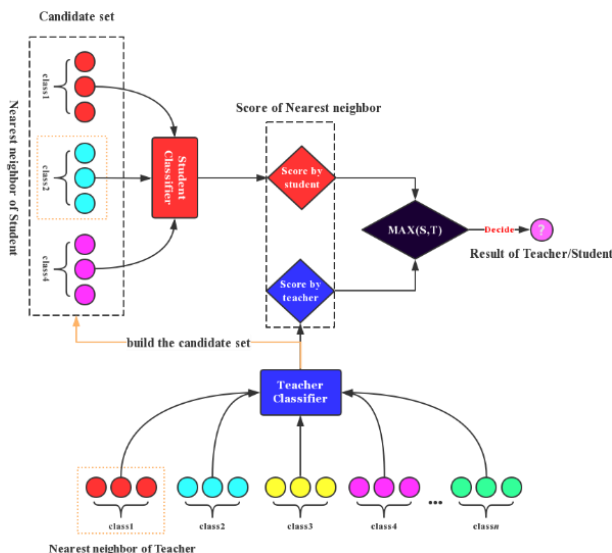 Candidate set
class1
class2
class4
Nearest neighbor of Student
Student
Classifier
Score of Nearest neighbor
Score by
student
Score by
teacher
MAX(S,T)
Decide
?
Result of Teacher/Student
build the candidate set
Teacher
Classifier
class1
class2
class3
class4
...
classn
Nearest neighbor of Teacher